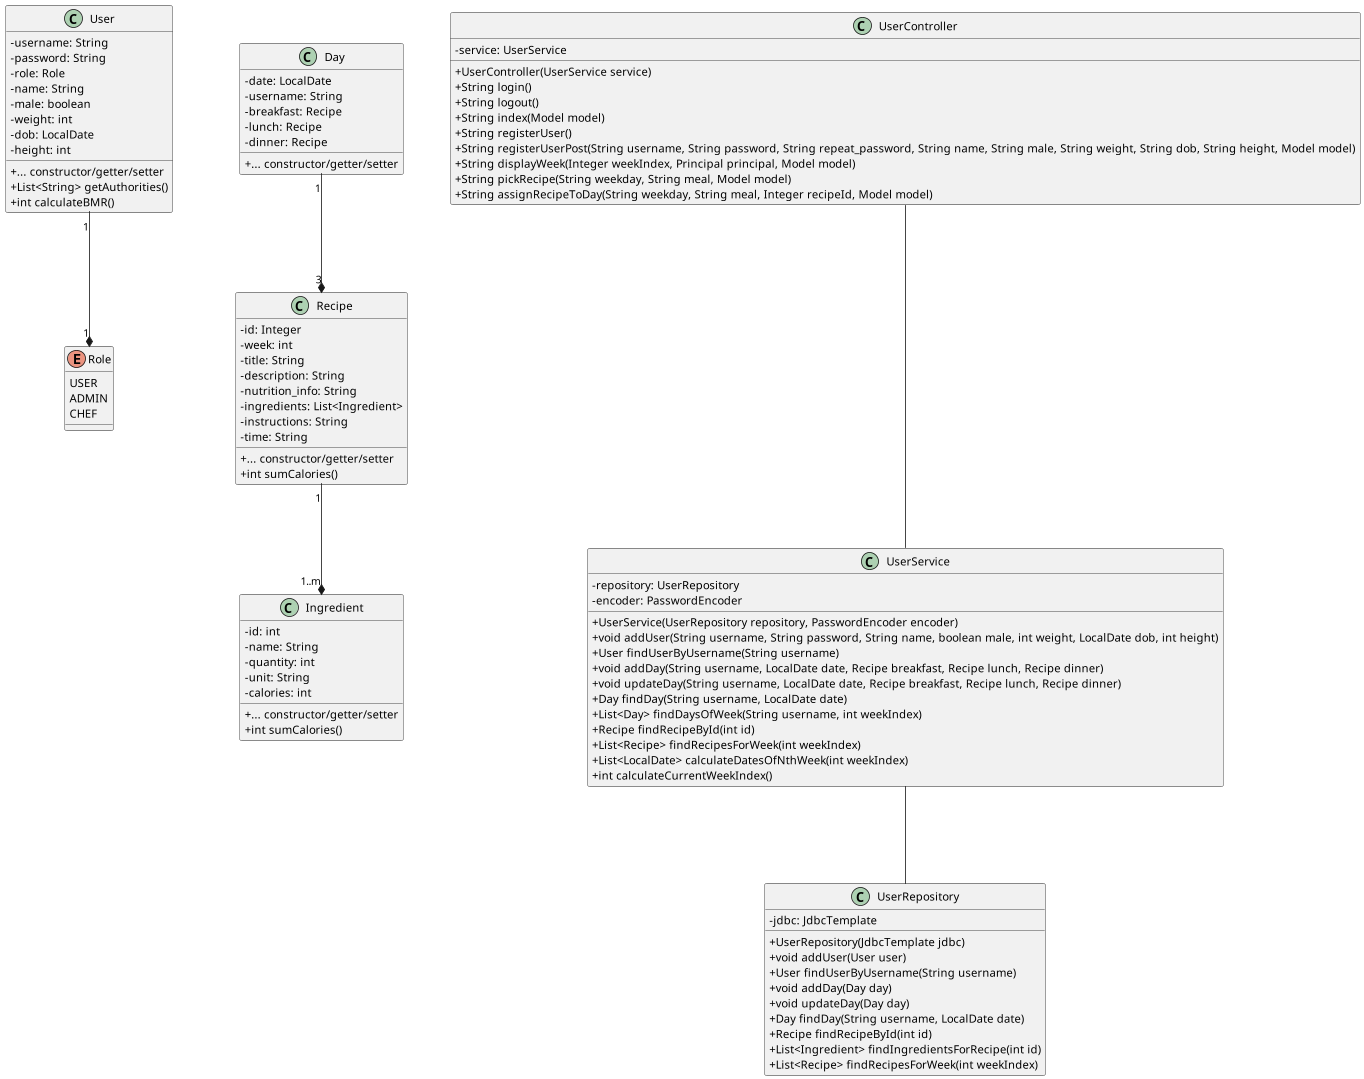 C User
-username: String
-password: String
-role: Role
-name: String
-male: boolean
-weight: int
-dob: LocalDate
-height: int
+... constructor/getter/setter
+List<String> getAuthorities()
+int calculateBMR()
1
1
E Role
USER
ADMIN
CHEF
C Day
-date: LocalDate
-username: String
-breakfast: Recipe
-lunch: Recipe
-dinner: Recipe
+... constructor/getter/setter
1
3
C Recipe
-id: Integer
-week: int
-title: String
-description: String
-nutrition_info: String
-ingredients: List<Ingredient>
-instructions: String
-time: String
+... constructor/getter/setter
+int sumCalories()
1
1..m
C Ingredient
-id: int
-name: String
-quantity: int
-unit: String
-calories: int
+... constructor/getter/setter
+int sumCalories()
C UserController
-service: UserService
+UserController(UserService service)
+String login()
+String logout()
+String index(Model model)
+String registerUser()
+String registerUserPost(String username, String password, String repeat_password, String name, String male, String weight, String dob, String height, Model model)
+String displayWeek(Integer weekIndex, Principal principal, Model model)
+String pickRecipe(String weekday, String meal, Model model)
+String assignRecipeToDay(String weekday, String meal, Integer recipeId, Model model)
C UserService
-repository: UserRepository
-encoder: PasswordEncoder
+UserService(UserRepository repository, PasswordEncoder encoder)
+void addUser(String username, String password, String name, boolean male, int weight, LocalDate dob, int height)
+User findUserByUsername(String username)
+void addDay(String username, LocalDate date, Recipe breakfast, Recipe lunch, Recipe dinner)
+void updateDay(String username, LocalDate date, Recipe breakfast, Recipe lunch, Recipe dinner)
+Day findDay(String username, LocalDate date)
+List<Day> findDaysOfWeek(String username, int weekIndex)
+Recipe findRecipeById(int id)
+List<Recipe> findRecipesForWeek(int weekIndex)
+List<LocalDate> calculateDatesOfNthWeek(int weekIndex)
+int calculateCurrentWeekIndex()
C UserRepository
-jdbc: JdbcTemplate
+UserRepository(JdbcTemplate jdbc)
+void addUser(User user)
+User findUserByUsername(String username)
+void addDay(Day day)
+void updateDay(Day day)
+Day findDay(String username, LocalDate date)
+Recipe findRecipeById(int id)
+List<Ingredient> findIngredientsForRecipe(int id)
+List<Recipe> findRecipesForWeek(int weekIndex)